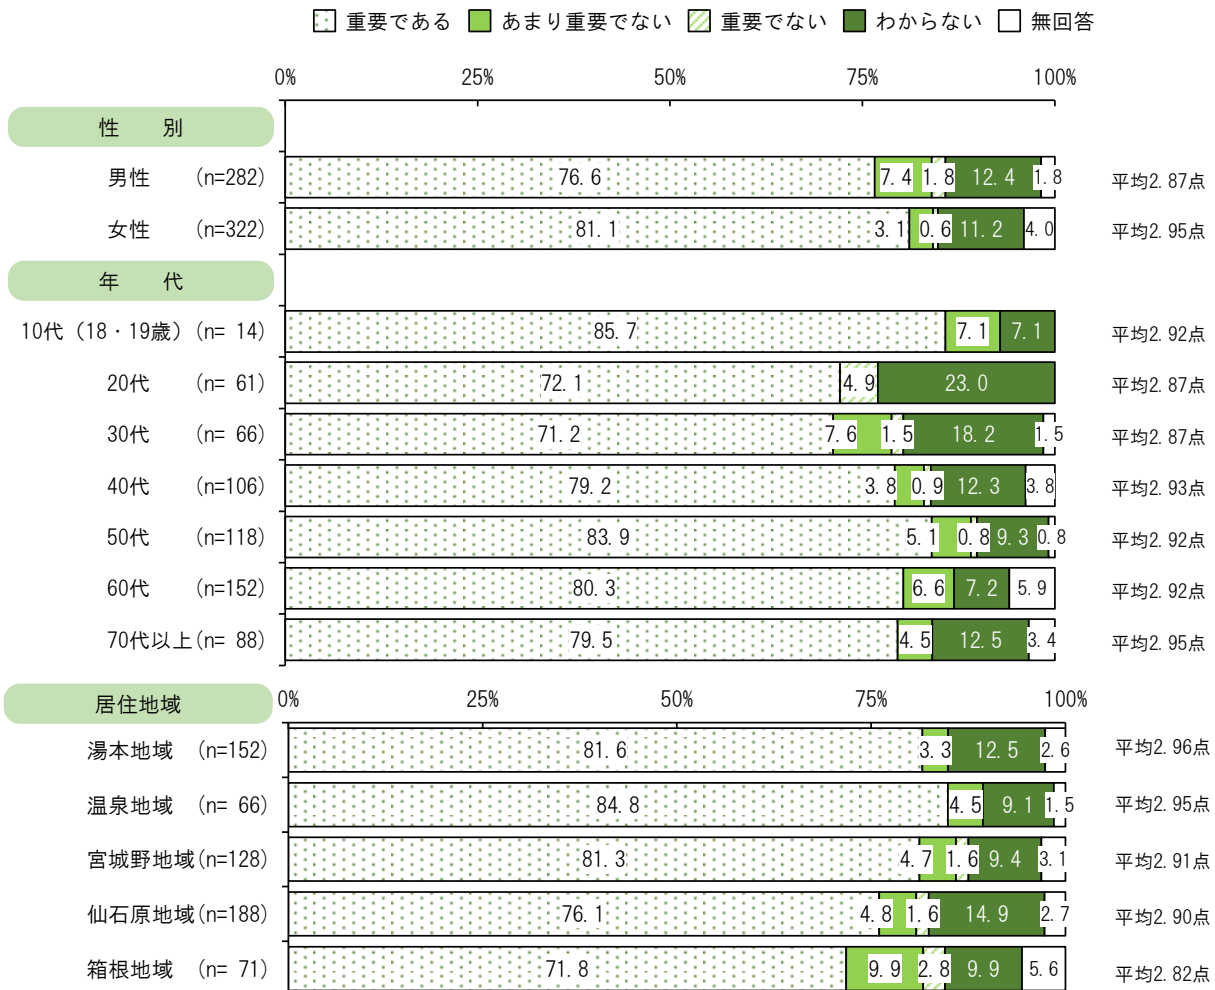 重要である あまり重要でない 重要でない わからない 無回答
0% 25% 50% 75% 100%
性 別
男性 (n=282) 76.6 7.4 1.8 12.4 1.8 平均2.87点
女性 (n=322) 81.1 3.1 0.6 11.2 4.0 平均2.95点
年 代
10代（18・19歳）(n= 14) 85.7 7.1 7.1 平均2.92点
20代 (n= 61) 72.1 4.9 23.0 平均2.87点
30代 (n= 66) 71.2 7.6 1.5 18.2 1.5 平均2.87点
40代 (n=106) 79.2 3.8 0.9 12.3 3.8 平均2.93点
50代 (n=118) 83.9 5.1 0.8 9.3 0.8 平均2.92点
60代 (n=152) 80.3 6.6 7.2 5.9 平均2.92点
70代以上(n= 88) 79.5 4.5 12.5 3.4 平均2.95点
居住地域 0% 25% 50% 75% 100%
湯本地域 (n=152) 81.6 3.3 12.5 2.6 平均2.96点
温泉地域 (n= 66) 84.8 4.5 9.1 1.5 平均2.95点
宮城野地域(n=128) 81.3 4.7 1.6 9.4 3.1 平均2.91点
仙石原地域(n=188) 76.1 4.8 1.6 14.9 2.7 平均2.90点
箱根地域 (n= 71) 71.8 9.9 2.8 9.9 5.6 平均2.82点